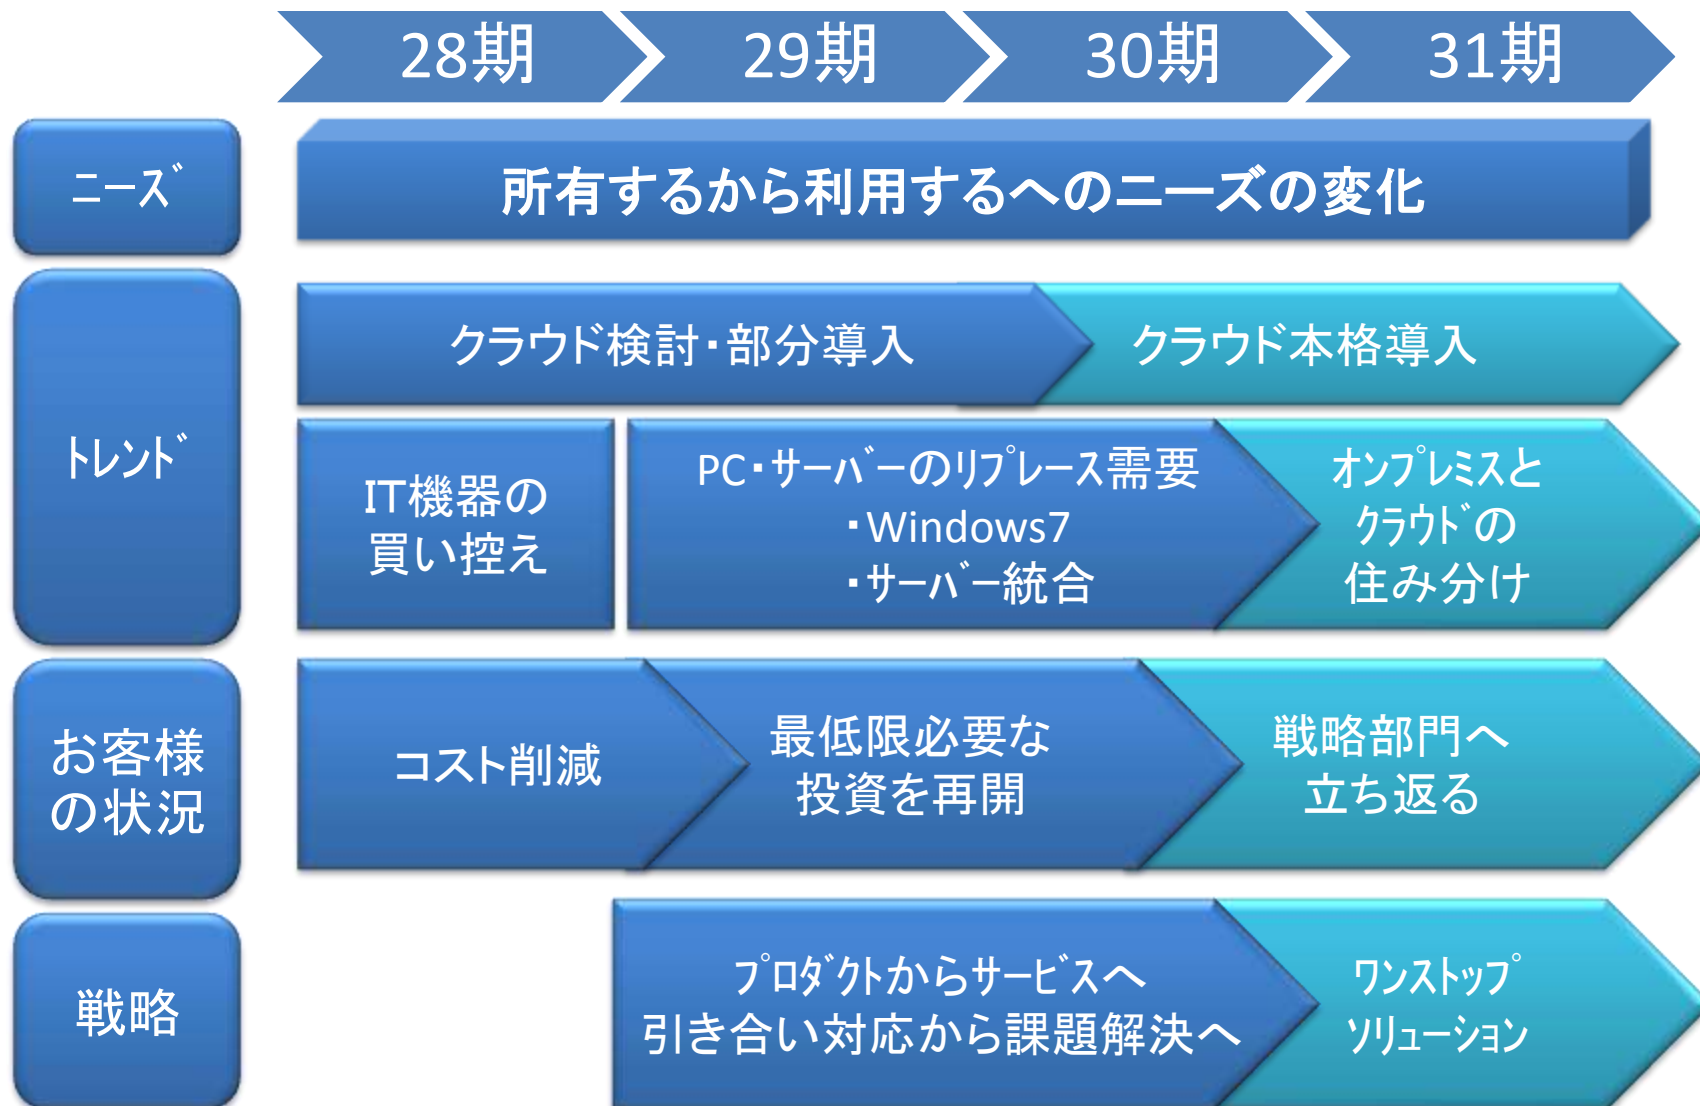 28期 29期 30期 31期
ニーズ
所有するから利用するへのニーズの変化
トレンド
クラウド検討・部分導入
クラウド本格導入
IT機器の
買い控え
PC・サーバーのリプレース需要
・Windows7
・サーバー統合
オンプレミスと
クラウドの
住み分け
お客様
の状況
コスト削減
最低限必要な
投資を再開
戦略部門へ
立ち返る
戦略
プロダクトからサービスへ
引き合い対応から課題解決へ
ワンストップ
ソリューション